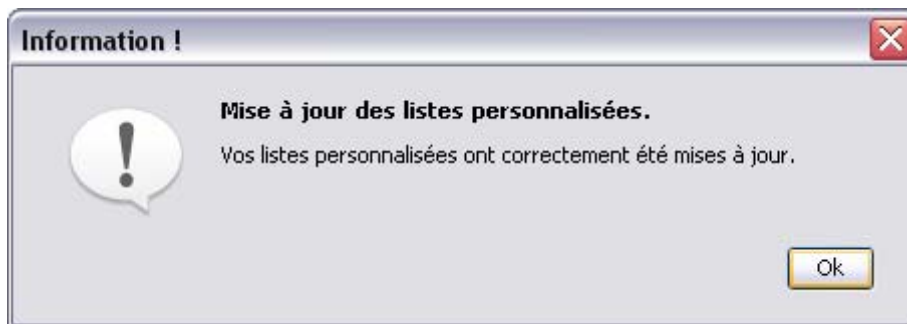 Information !
Mise à jour des listes personnalisées.
Vos listes personnalisées ont correctement été mises à jour.
Ok